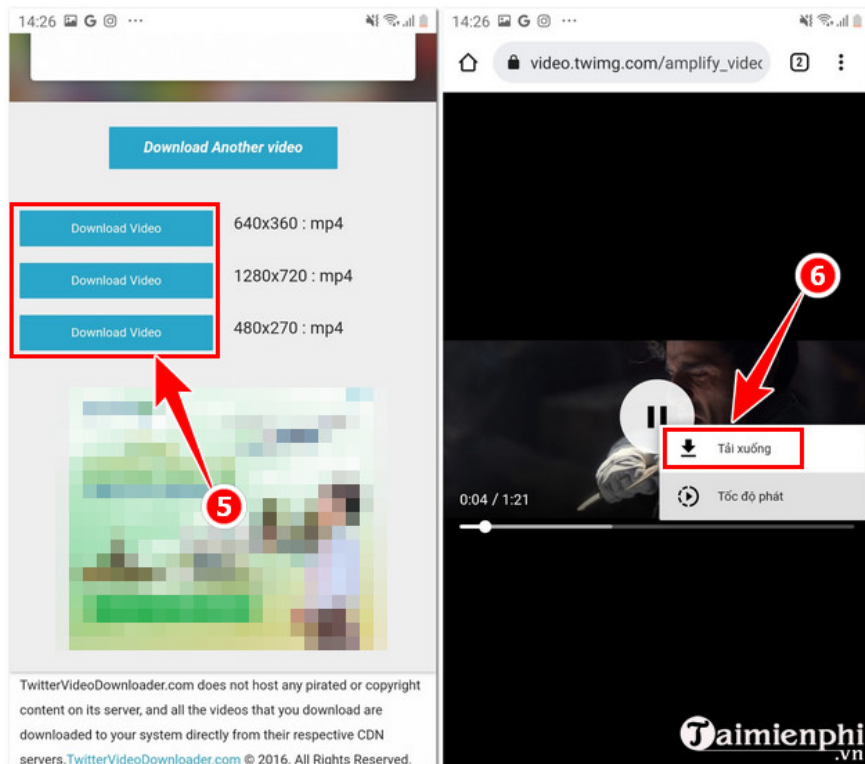 14:26
Download Another video
Download Video 640x360 : mp4
Download Video 1280x720 : mp4
Download Video 480x270 : mp4
5
TwitterVideoDownloader.com does not host any pirated or copyright
content on its server, and all the videos that you download are
downloaded to your system directly from their respective CDN
servers.TwitterVideoDownloader.com © 2016. All Rights Reserved.
14:26
video.twimg.com/amplify_videc
2
6
Tải xuống
Tốc độ phát
0:04 / 1:21
Taimienphi
.vn